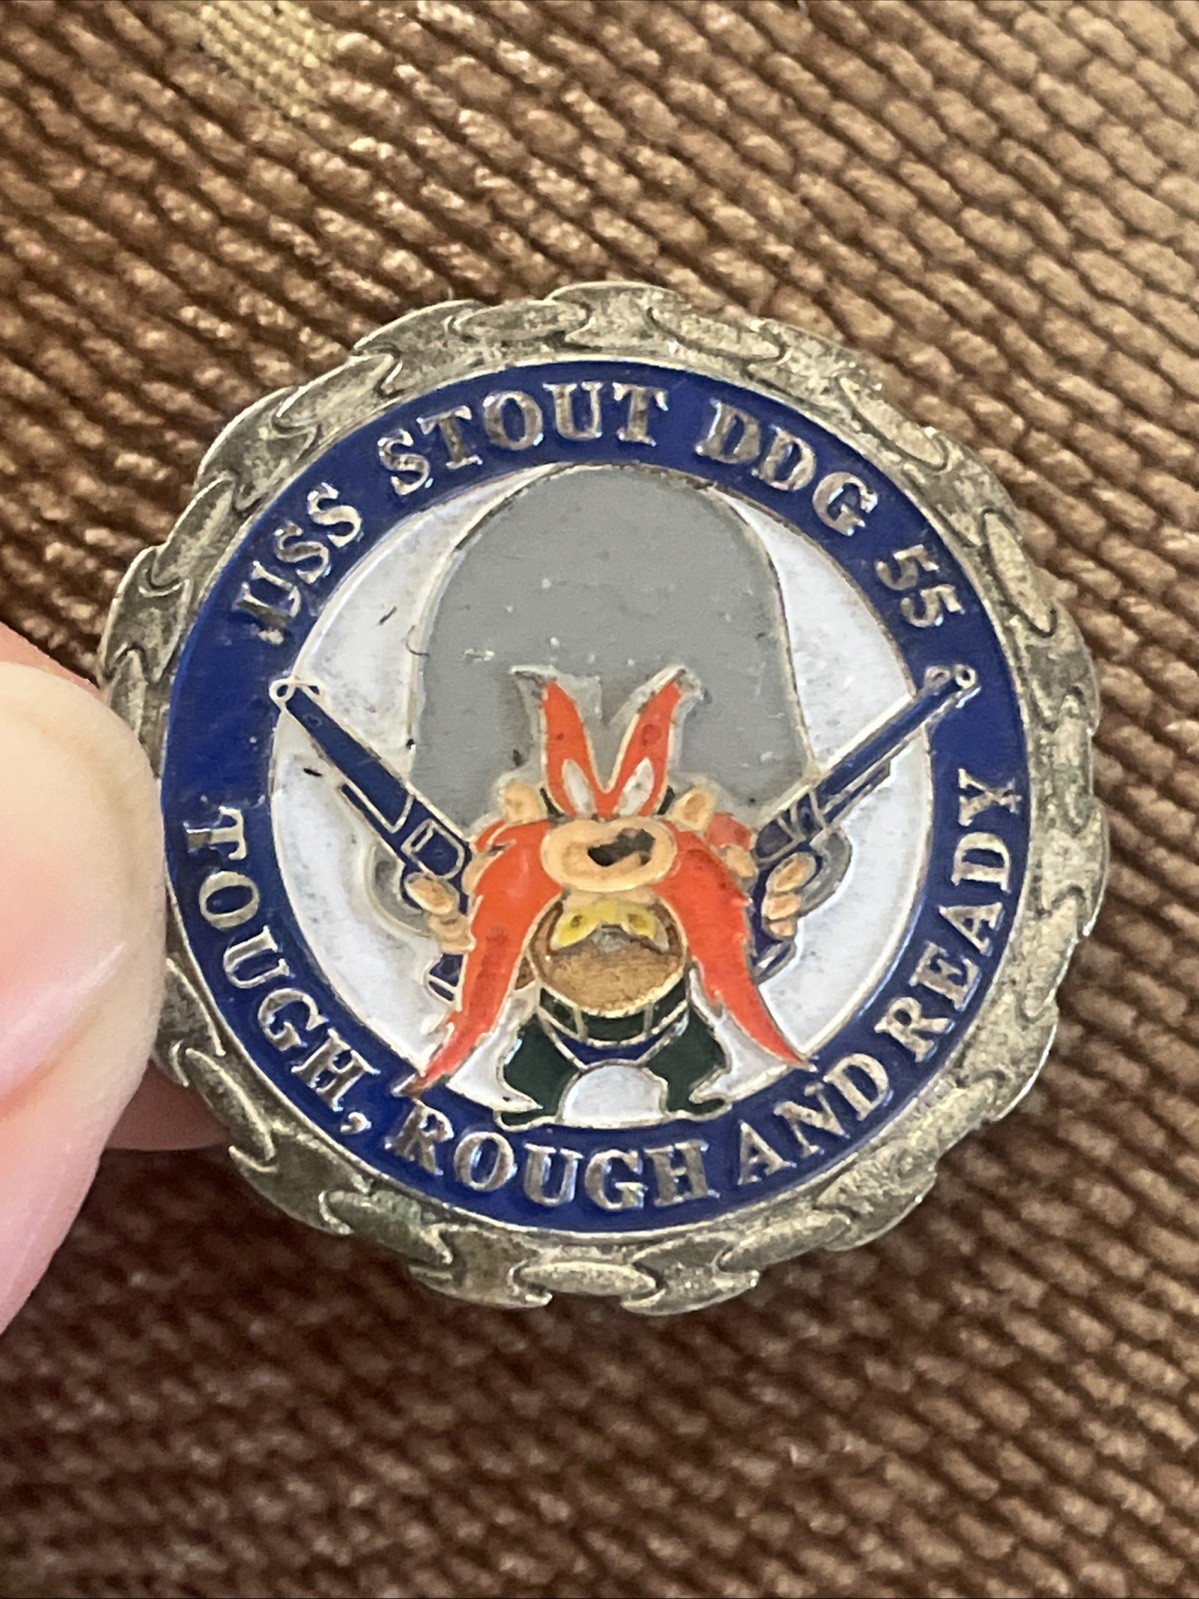 USS STOUT DDG 55
TOUGH, ROUGH AND READY